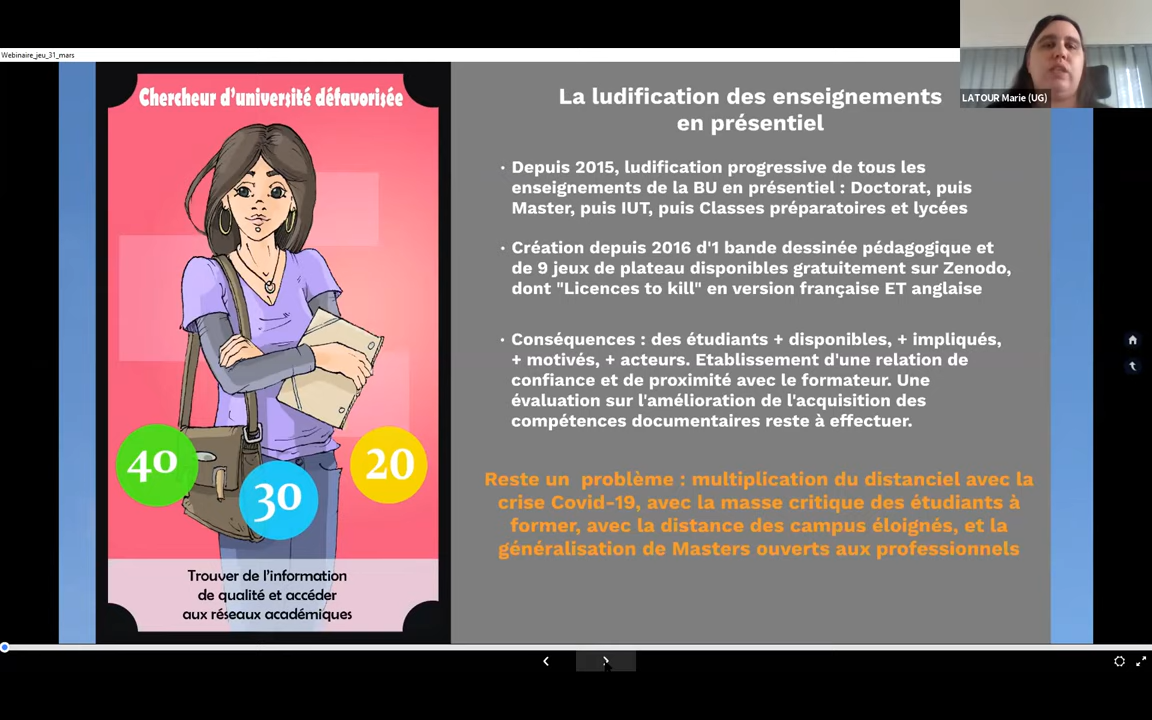 Webinaire_jeu_31_mars
LATOUR Marie (UG)
Chercheur d'université défavorisée
40
30
20
Trouver de l'information
de qualité et accéder
aux réseaux académiques
La ludification des enseignements
en présentiel
• Depuis 2015, ludification progressive de tous les
enseignements de la BU en présentiel : Doctorat, puis
Master, puis IUT, puis Classes préparatoires et lycées
• Création depuis 2016 d'1 bande dessinée pédagogique et
de 9 jeux de plateau disponibles gratuitement sur Zenodo,
dont "Licences to kill" en version française ET anglaise
• Conséquences : des étudiants + disponibles, + impliqués,
+ motivés, + acteurs. Etablissement d'une relation de
confiance et de proximité avec le formateur. Une
évaluation sur l'amélioration de l'acquisition des
compétences documentaires reste à effectuer.
Reste un problème : multiplication du distanciel avec la
crise Covid-19, avec la masse critique des étudiants à
former, avec la distance des campus éloignés, et la
généralisation de Masters ouverts aux professionnels